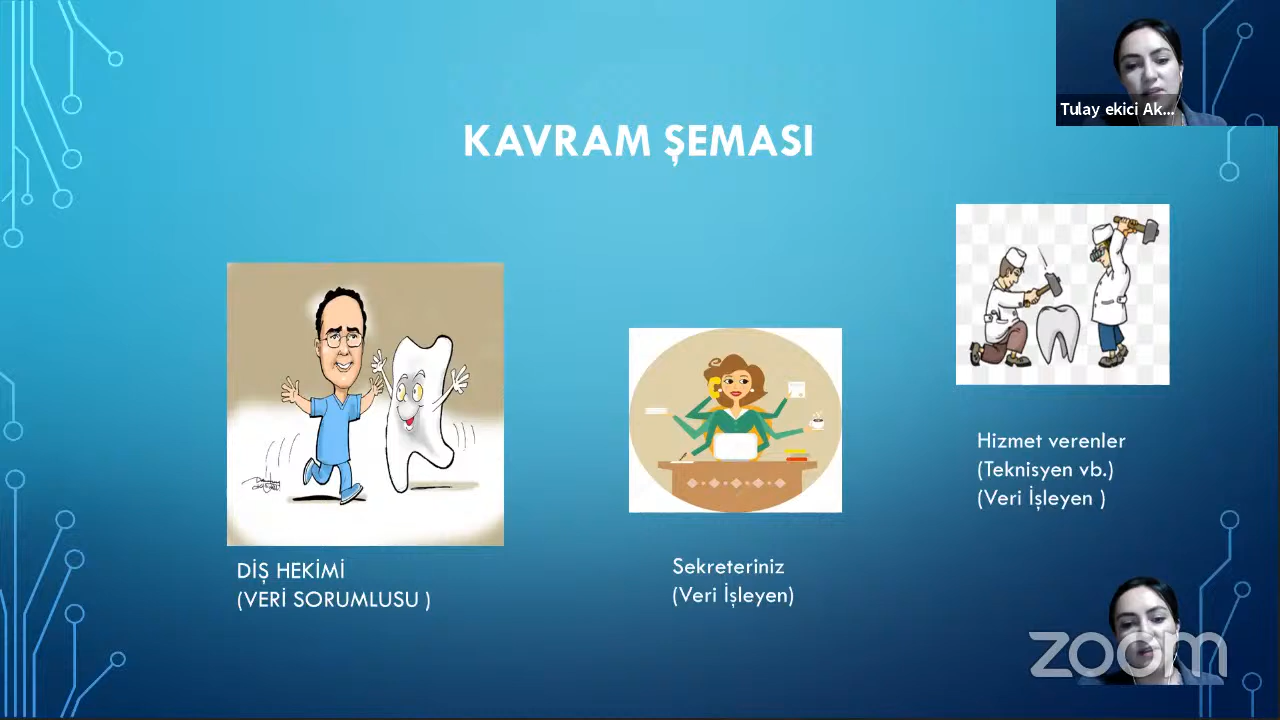 Tulay ekici Ak...
KAVRAM ŞEMASI
DİŞ HEKİMİ
(VERİ SORUMLUSU )
Sekreteriniz
(Veri İşleyen)
Hizmet verenler
(Teknisyen vb.)
(Veri İşleyen )
zoom